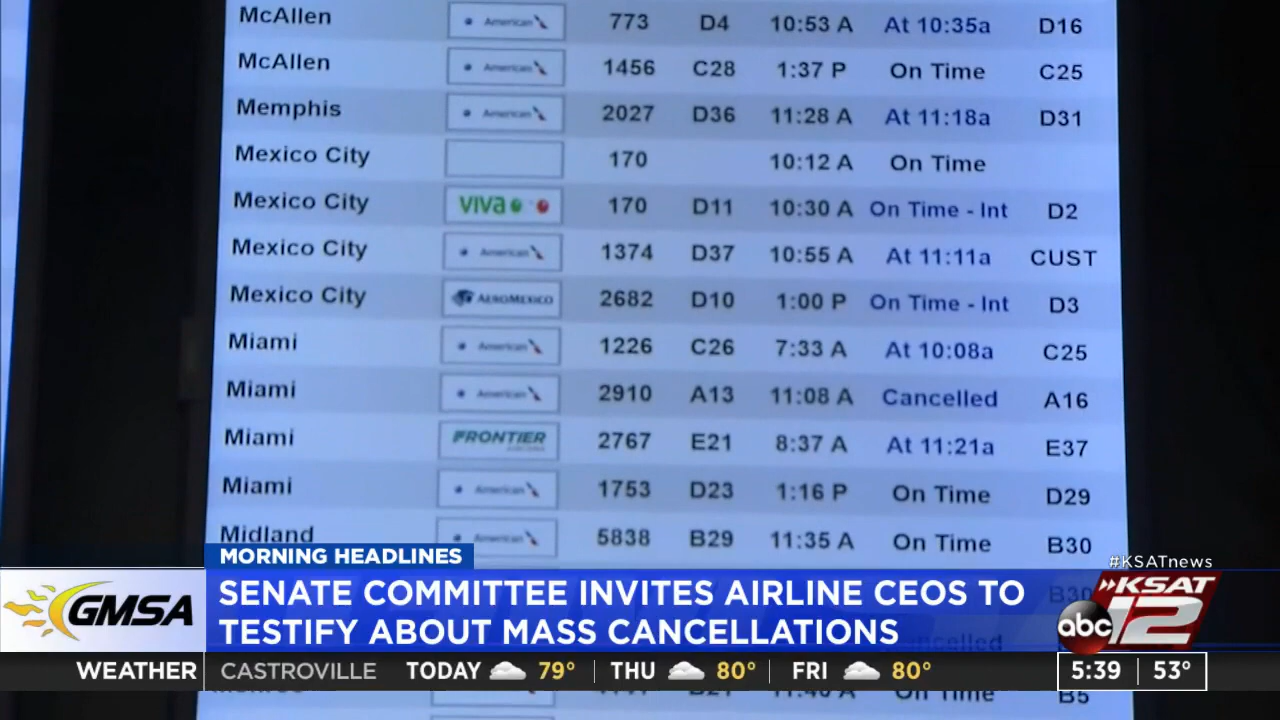 McAllen American 773 D4 10:53 A At 10:35a D16
McAllen American 1456 C28 1:37 P On Time C25
Memphis American 2027 D36 11:28 A At 11:18a D31
Mexico City 170 10:12 A On Time
Mexico City VIVA 170 D11 10:30 A On Time - Int D2
Mexico City American 1374 D37 10:55 A At 11:11a CUST
Mexico City AEROMEXICO 2682 D10 1:00 P On Time - Int D3
Miami American 1226 C26 7:33 A At 10:08a C25
Miami American 2910 A13 11:08 A Cancelled A16
Miami FRONTIER 2767 E21 8:37 A At 11:21a E37
Miami American 1753 D23 1:16 P On Time D29
Midland American 5838 B29 11:35 A On Time B30
MORNING HEADLINES
#KSATnews
GMSA
SENATE COMMITTEE INVITES AIRLINE CEOS TO
TESTIFY ABOUT MASS CANCELLATIONS
B30
Cancelled
abc KSAT 12
WEATHER CASTROVILLE TODAY 79° THU 80° FRI 80° 5:39 53°
11:40 A On Time B5